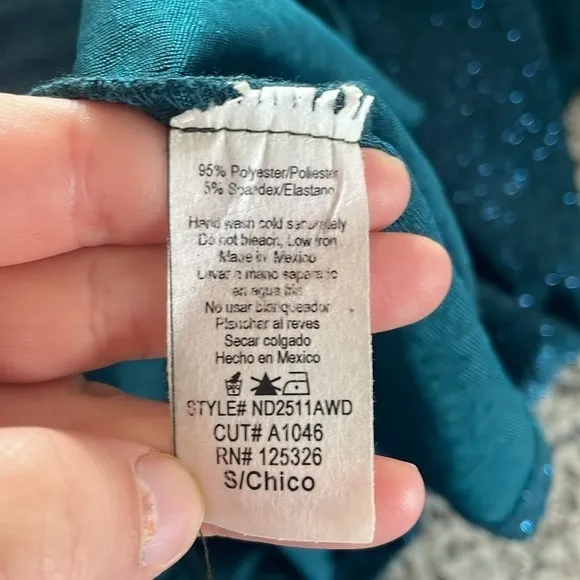 95% Polyester/Poliester
5% Spandex/Elastano
Hand wash cold separately
Do not bleach, Low Iron
Made in Mexico
Lavar a mano separado
en agua fria
No usar blanqueador
Planchar al reves
Secar colgado
Hecho en Mexico
STYLE# ND2511AWD
CUT# A1046
RN# 125326
S/Chico